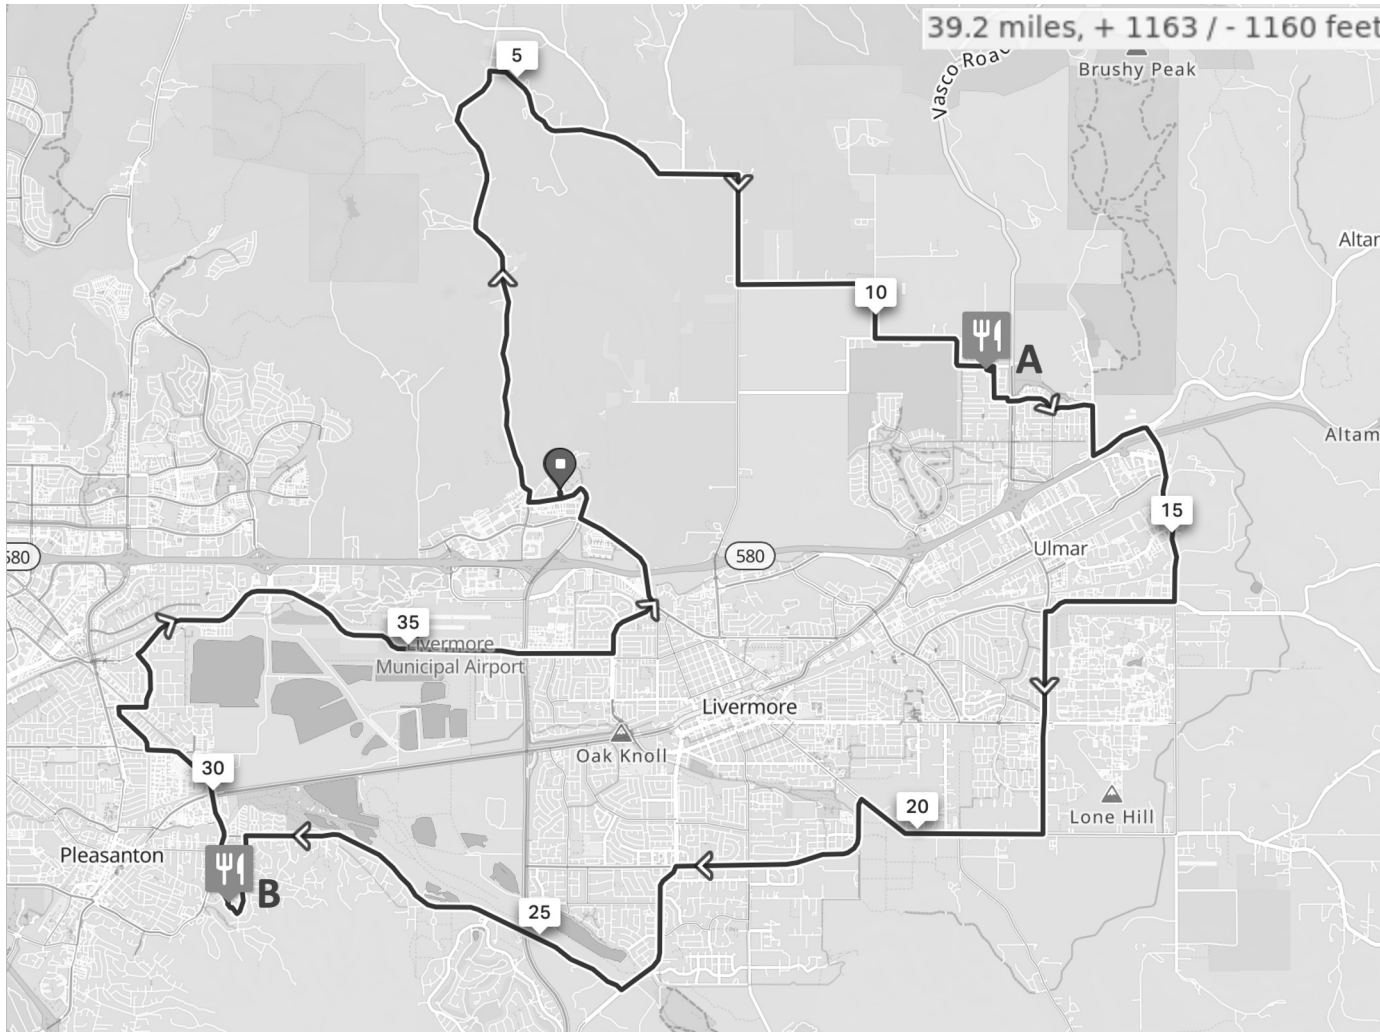 39.2 miles, + 1163 / - 1160 feet
5
Vasco Road
Brushy Peak
Altar
10
A
Altam
15
580
580
Ulmar
35
Livermore
Municipal Airport
Livermore
Oak Knoll
30
20
Lone Hill
Pleasanton
B
25